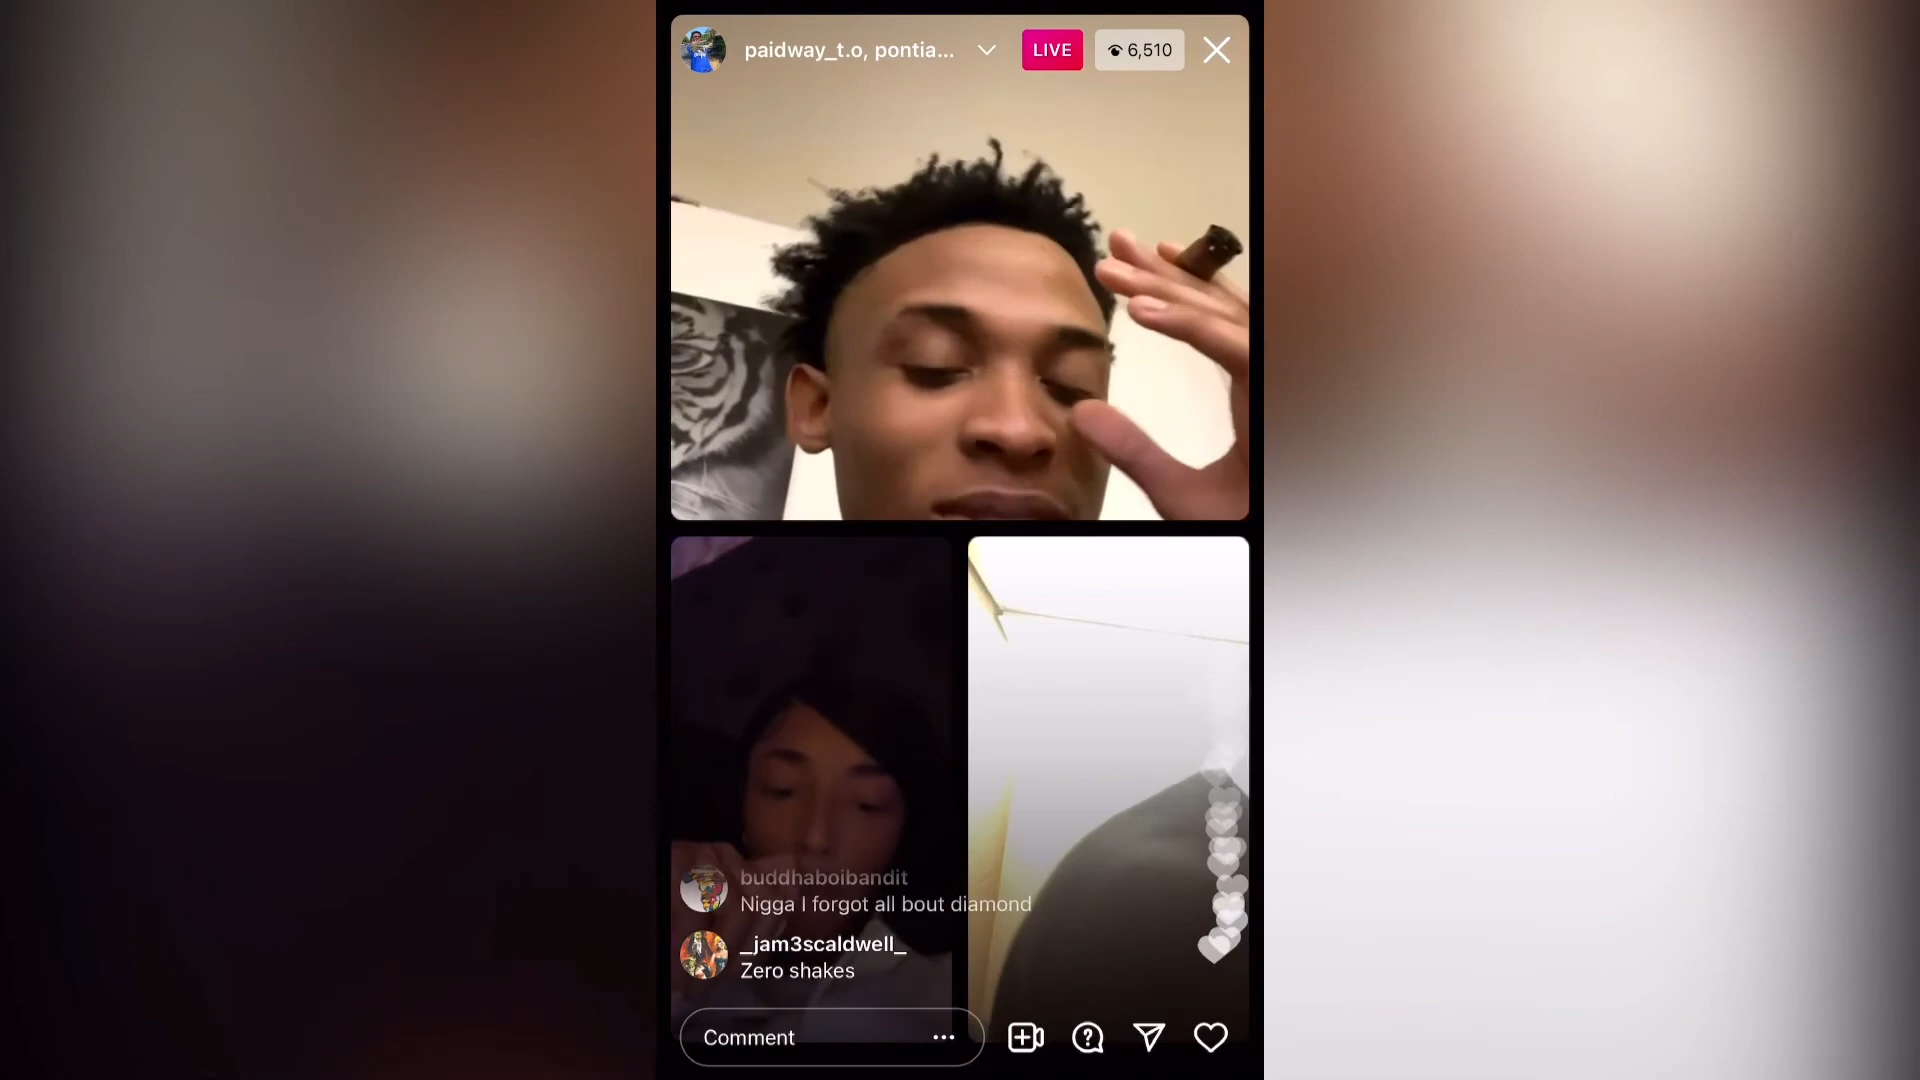 paidway_t.o, pontia...
LIVE
6,510
buddhaboibandit
Nigga I forgot all bout diamond
_jam3scaldwell_
Zero shakes
Comment